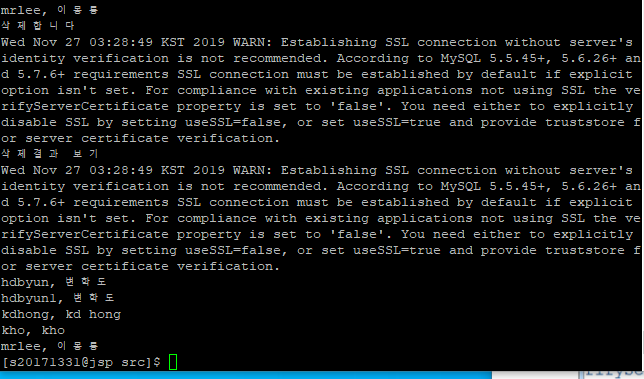 mrlee, 이 몽 룡
삭 제 합 니 다
Wed Nov 27 03:28:49 KST 2019 WARN: Establishing SSL connection without server's
identity verification is not recommended. According to MySQL 5.5.45+, 5.6.26+ an
d 5.7.6+ requirements SSL connection must be established by default if explicit
option isn't set. For compliance with existing applications not using SSL the ve
rifyServerCertificate property is set to 'false'. You need either to explicitly
disable SSL by setting useSSL=false, or set useSSL=true and provide truststore f
or server certificate verification.
삭 제 결 과 보 기
Wed Nov 27 03:28:49 KST 2019 WARN: Establishing SSL connection without server's
identity verification is not recommended. According to MySQL 5.5.45+, 5.6.26+ an
d 5.7.6+ requirements SSL connection must be established by default if explicit
option isn't set. For compliance with existing applications not using SSL the ve
rifyServerCertificate property is set to 'false'. You need either to explicitly
disable SSL by setting useSSL=false, or set useSSL=true and provide truststore f
or server certificate verification.
hdbyun, 변 학 도
hdbyun1, 변 학 도
kdhong, kd hong
kho, kho
mrlee, 이 몽 룡
[s20171331@jsp src]$